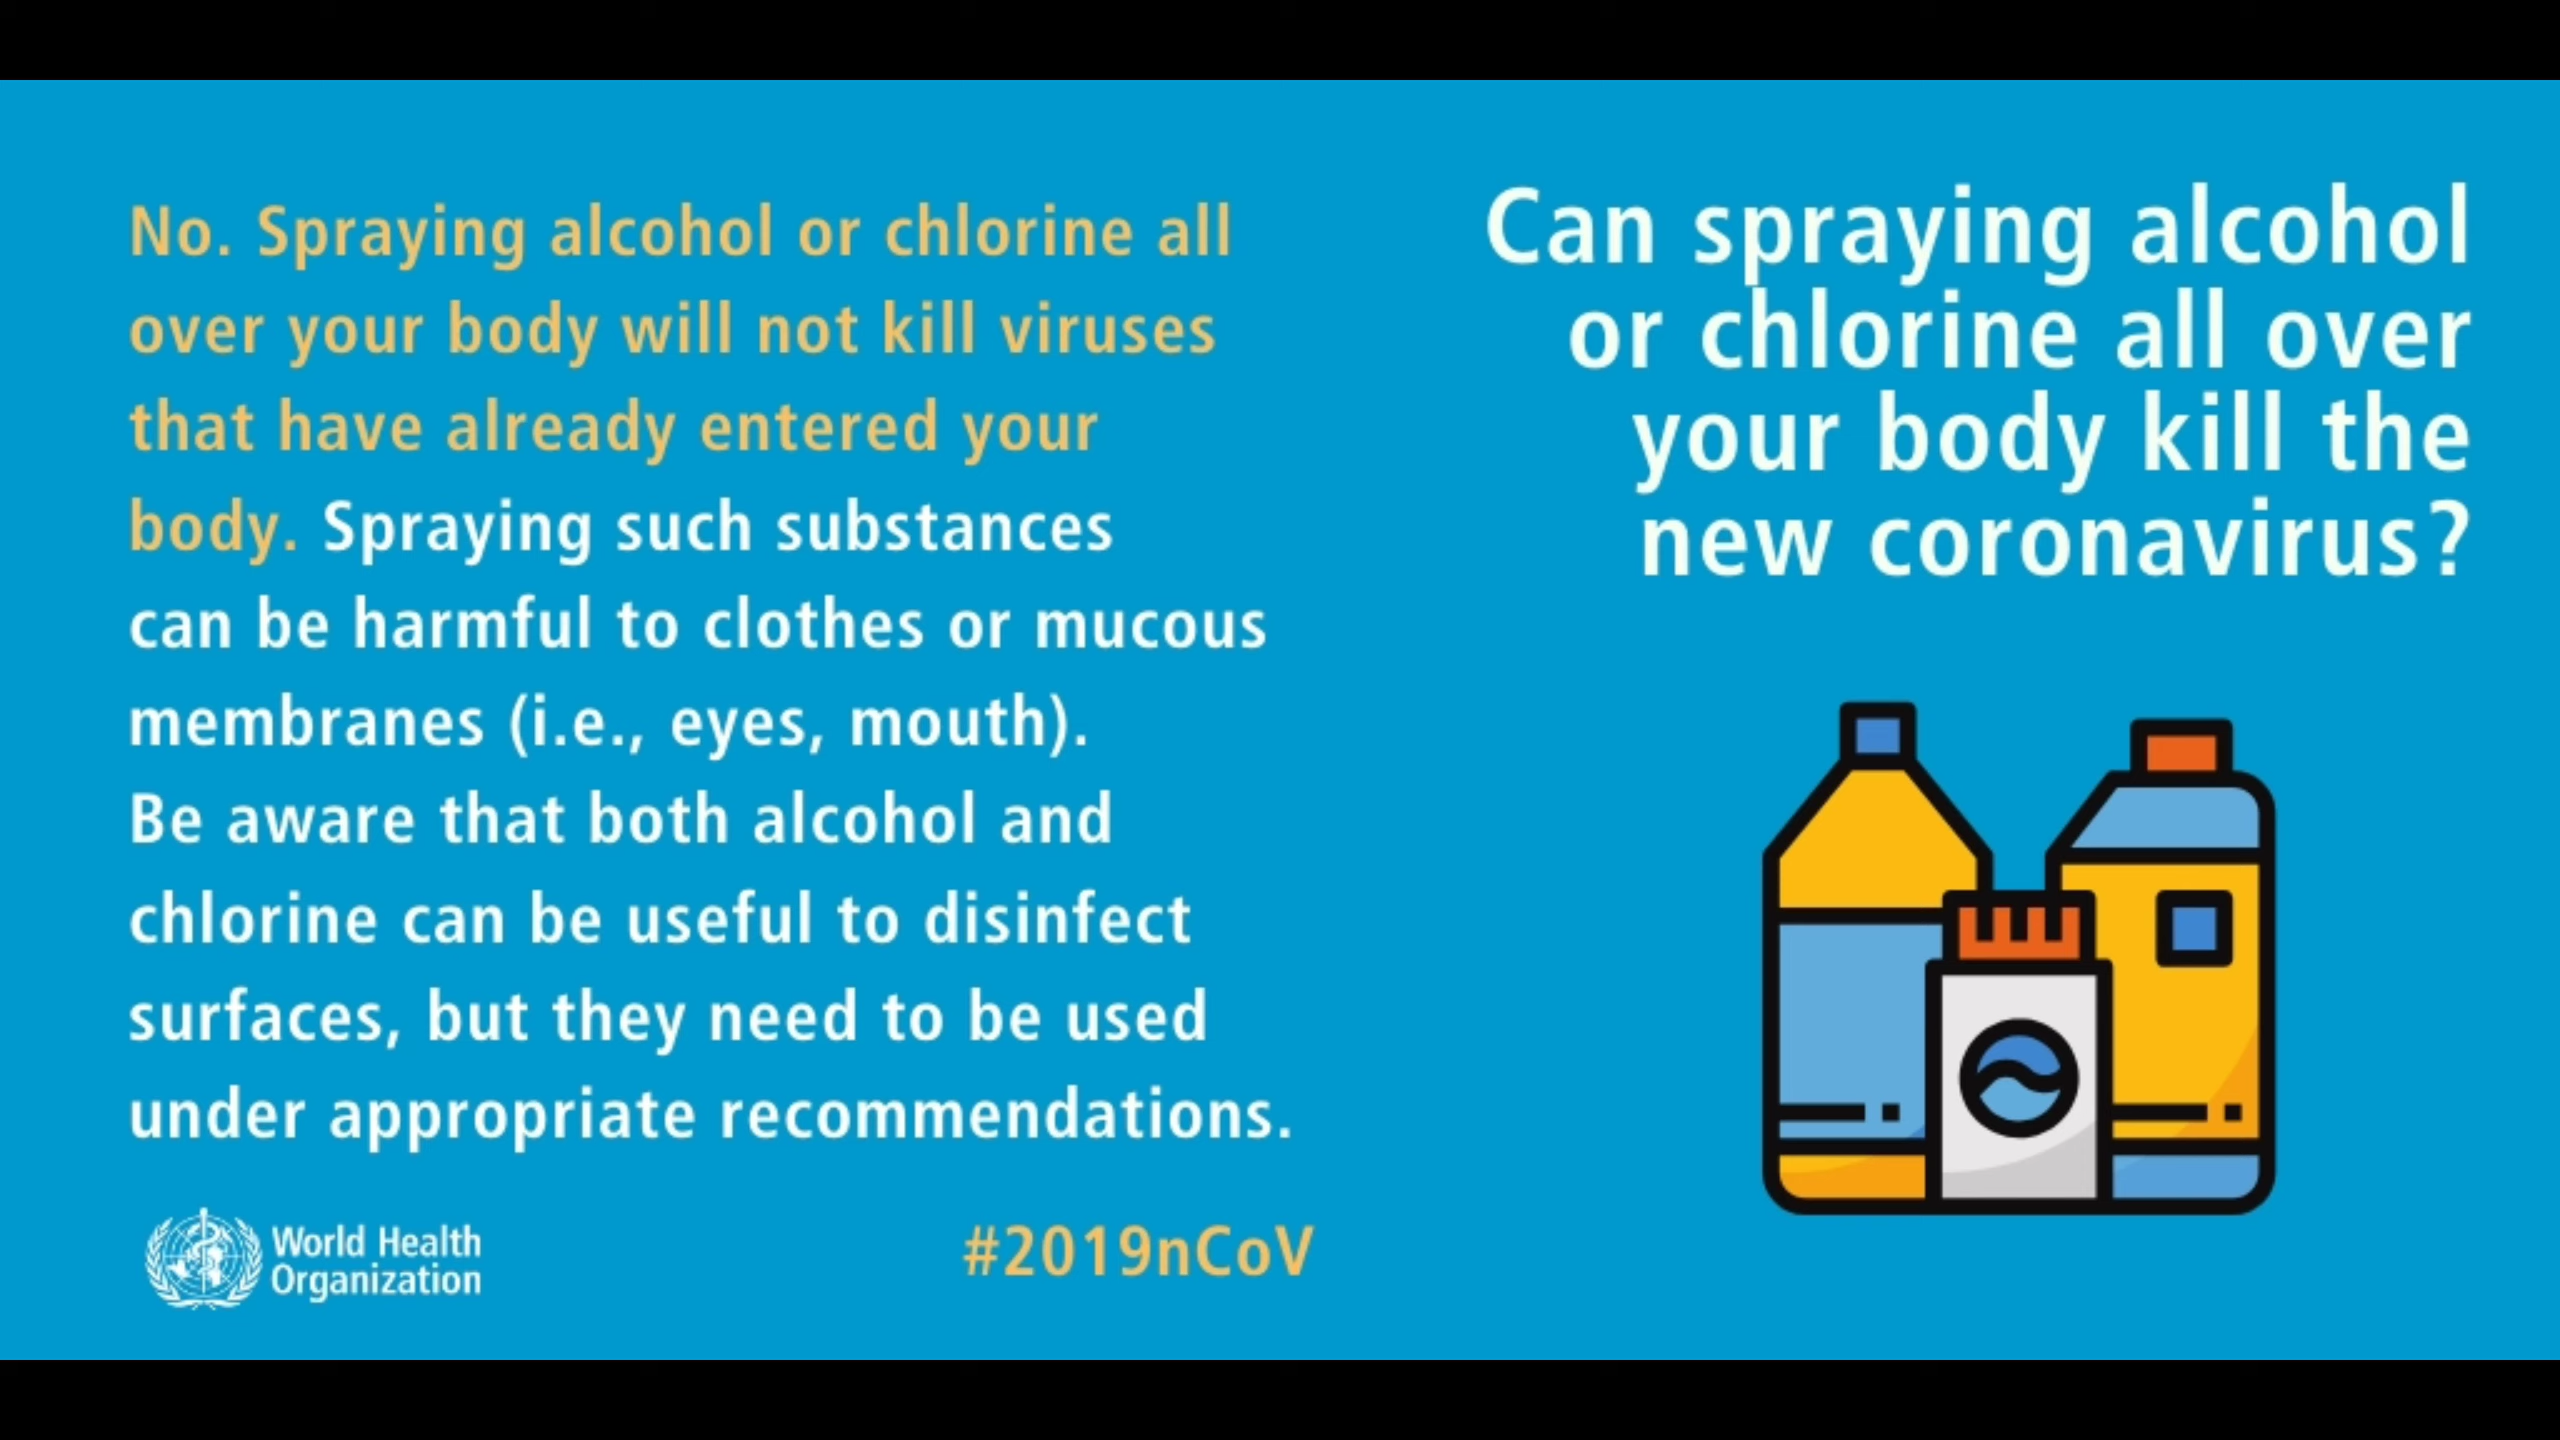 Can spraying alcohol
or chlorine all over
your body kill the
new coronavirus?
No. Spraying alcohol or chlorine all
over your body will not kill viruses
that have already entered your
body. Spraying such substances
can be harmful to clothes or mucous
membranes (i.e., eyes, mouth).
Be aware that both alcohol and
chlorine can be useful to disinfect
surfaces, but they need to be used
under appropriate recommendations.
World Health
Organization
#2019nCoV